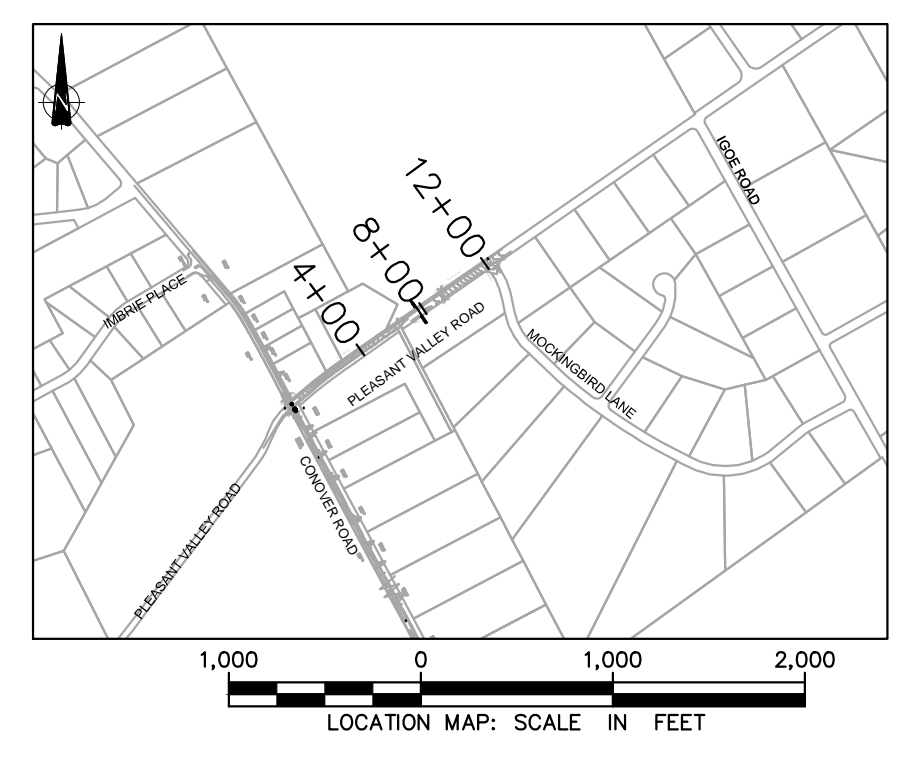 N
IGOE ROAD
12+00
8+00
4+00
IMBRIE PLACE
PLEASANT VALLEY ROAD
MOCKINGBIRD LANE
CONOVER ROAD
PLEASANT VALLEY ROAD
1,000 0 1,000 2,000
LOCATION MAP: SCALE IN FEET